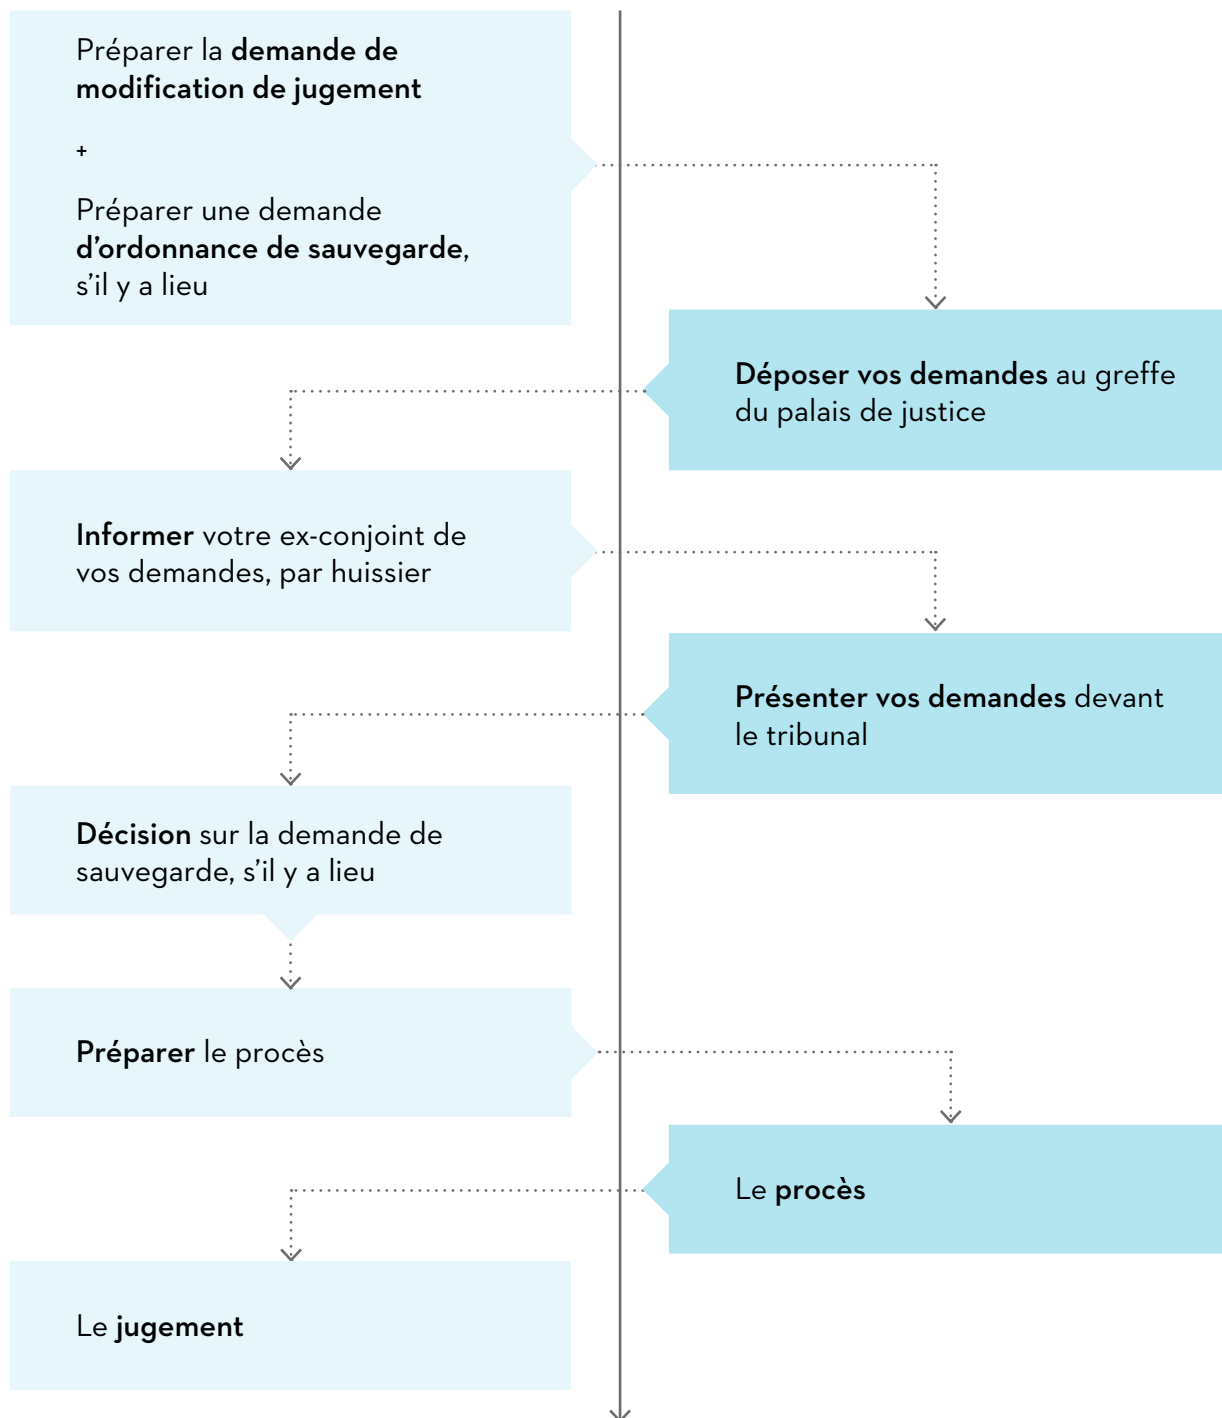 Préparer la demande de
modification de jugement
+
Préparer une demande
d’ordonnance de sauvegarde,
s’il y a lieu
Déposer vos demandes au greffe
du palais de justice
Informer votre ex-conjoint de
vos demandes, par huissier
Présenter vos demandes devant
le tribunal
Décision sur la demande de
sauvegarde, s’il y a lieu
Préparer le procès
Le procès
Le jugement